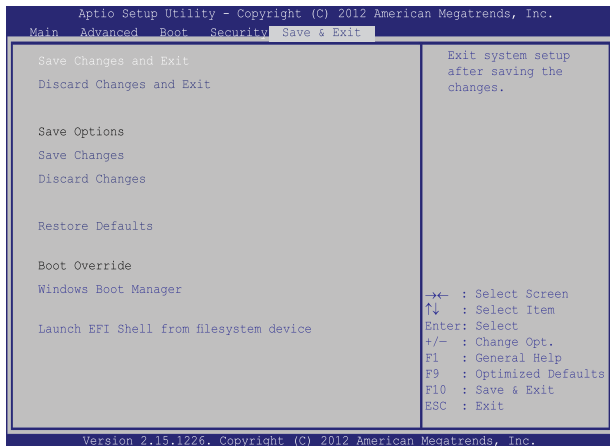 Aptio Setup Utility - Copyright (C) 2012 American Megatrends, Inc.
Main Advanced Boot Security Save & Exit
Save Changes and Exit
Discard Changes and Exit
Save Options
Save Changes
Discard Changes
Restore Defaults
Boot Override
Windows Boot Manager
Launch EFI Shell from filesystem device
Exit system setup
after saving the
changes.
→← : Select Screen
↑↓ : Select Item
Enter: Select
+/— : Change Opt.
F1 : General Help
F9 : Optimized Defaults
F10 : Save & Exit
ESC : Exit
Version 2.15.1226. Copyright (C) 2012 American Megatrends, Inc.